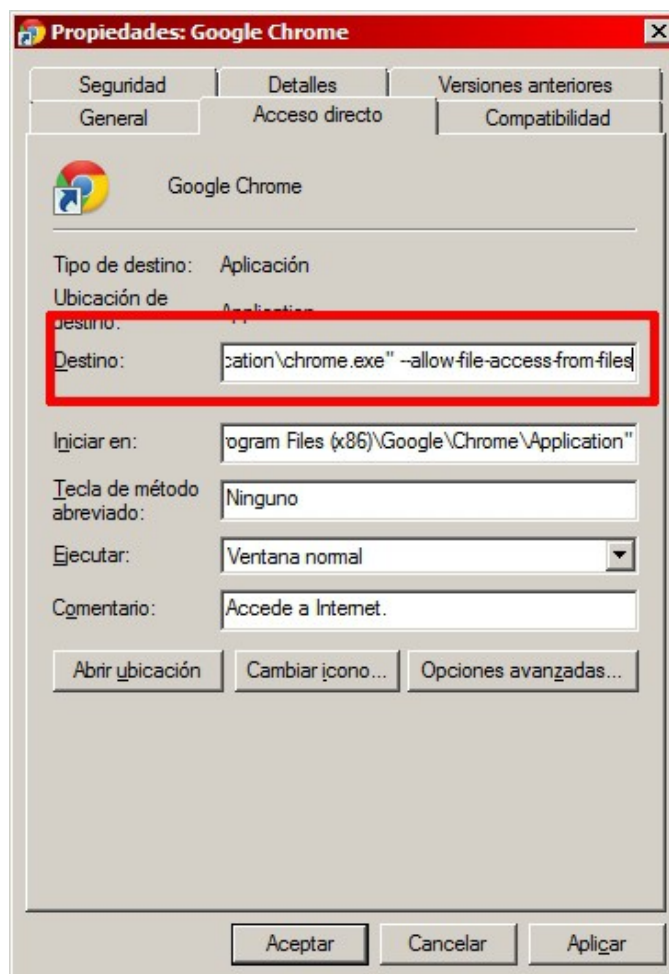 Propiedades: Google Chrome
Seguridad
Detalles
Versiones anteriores
General
Acceso directo
Compatibilidad
Google Chrome
Tipo de destino: Aplicación
Ubicación de destino: Application
Destino: cation\chrome.exe" --allow-file-access-from-files
Iniciar en: rogram Files (x86)\Google\Chrome\Application"
Tecla de método abreviado: Ninguno
Ejecutar: Ventana normal
Comentario: Accede a Internet.
Abrir ubicación
Cambiar icono...
Opciones avanzadas...
Aceptar
Cancelar
Aplicar